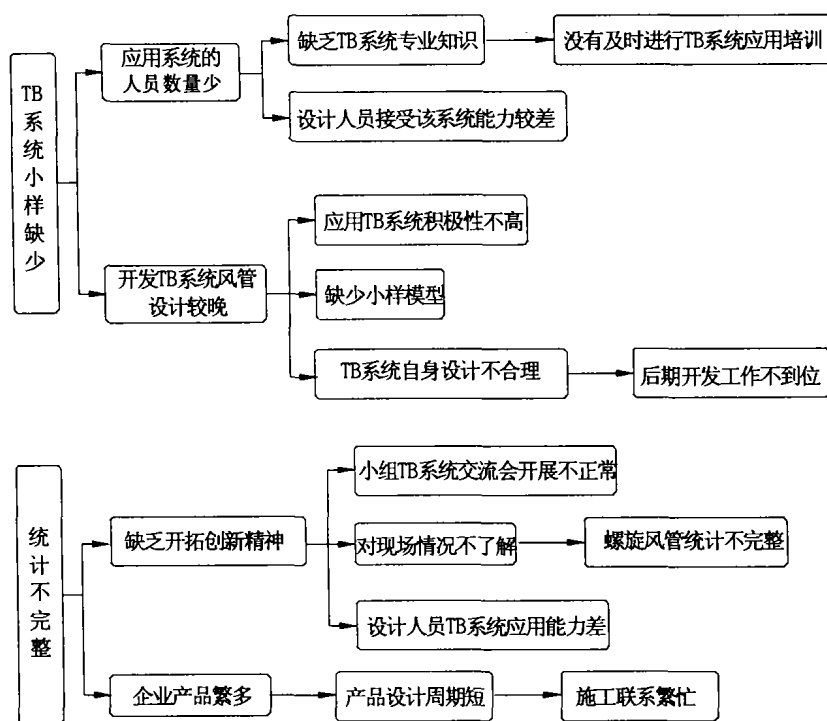 TB系统小样缺少
应用系统的
人员数量少
缺乏TB系统专业知识
没有及时进行TB系统应用培训
设计人员接受该系统能力较差
开发TB系统风管
设计较晚
应用TB系统积极性不高
缺少小样模型
TB系统自身设计不合理
后期开发工作不到位
统计不完整
缺乏开拓创新精神
小组TB系统交流会开展不正常
对现场情况不了解
螺旋风管统计不完整
设计人员TB系统应用能力差
企业产品繁多
产品设计周期短
施工联系繁忙